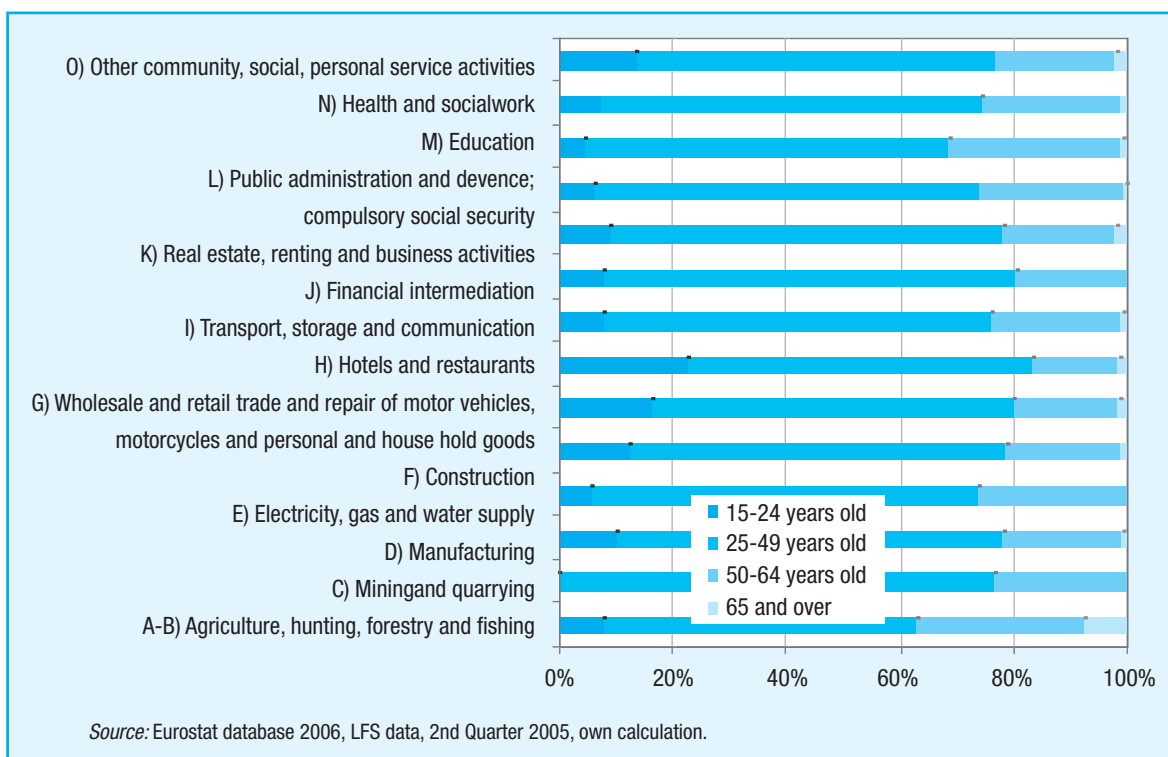 O) Other community, social, personal service activities
N) Health and socialwork
M) Education
L) Public administration and devence;
compulsory social security
K) Real estate, renting and business activities
J) Financial intermediation
I) Transport, storage and communication
H) Hotels and restaurants
G) Wholesale and retail trade and repair of motor vehicles,
motorcycles and personal and house hold goods
F) Construction
E) Electricity, gas and water supply
D) Manufacturing
C) Miningand quarrying
A-B) Agriculture, hunting, forestry and fishing
15-24 years old
25-49 years old
50-64 years old
65 and over
0% 20% 40% 60% 80% 100%
Source: Eurostat database 2006, LFS data, 2nd Quarter 2005, own calculation.